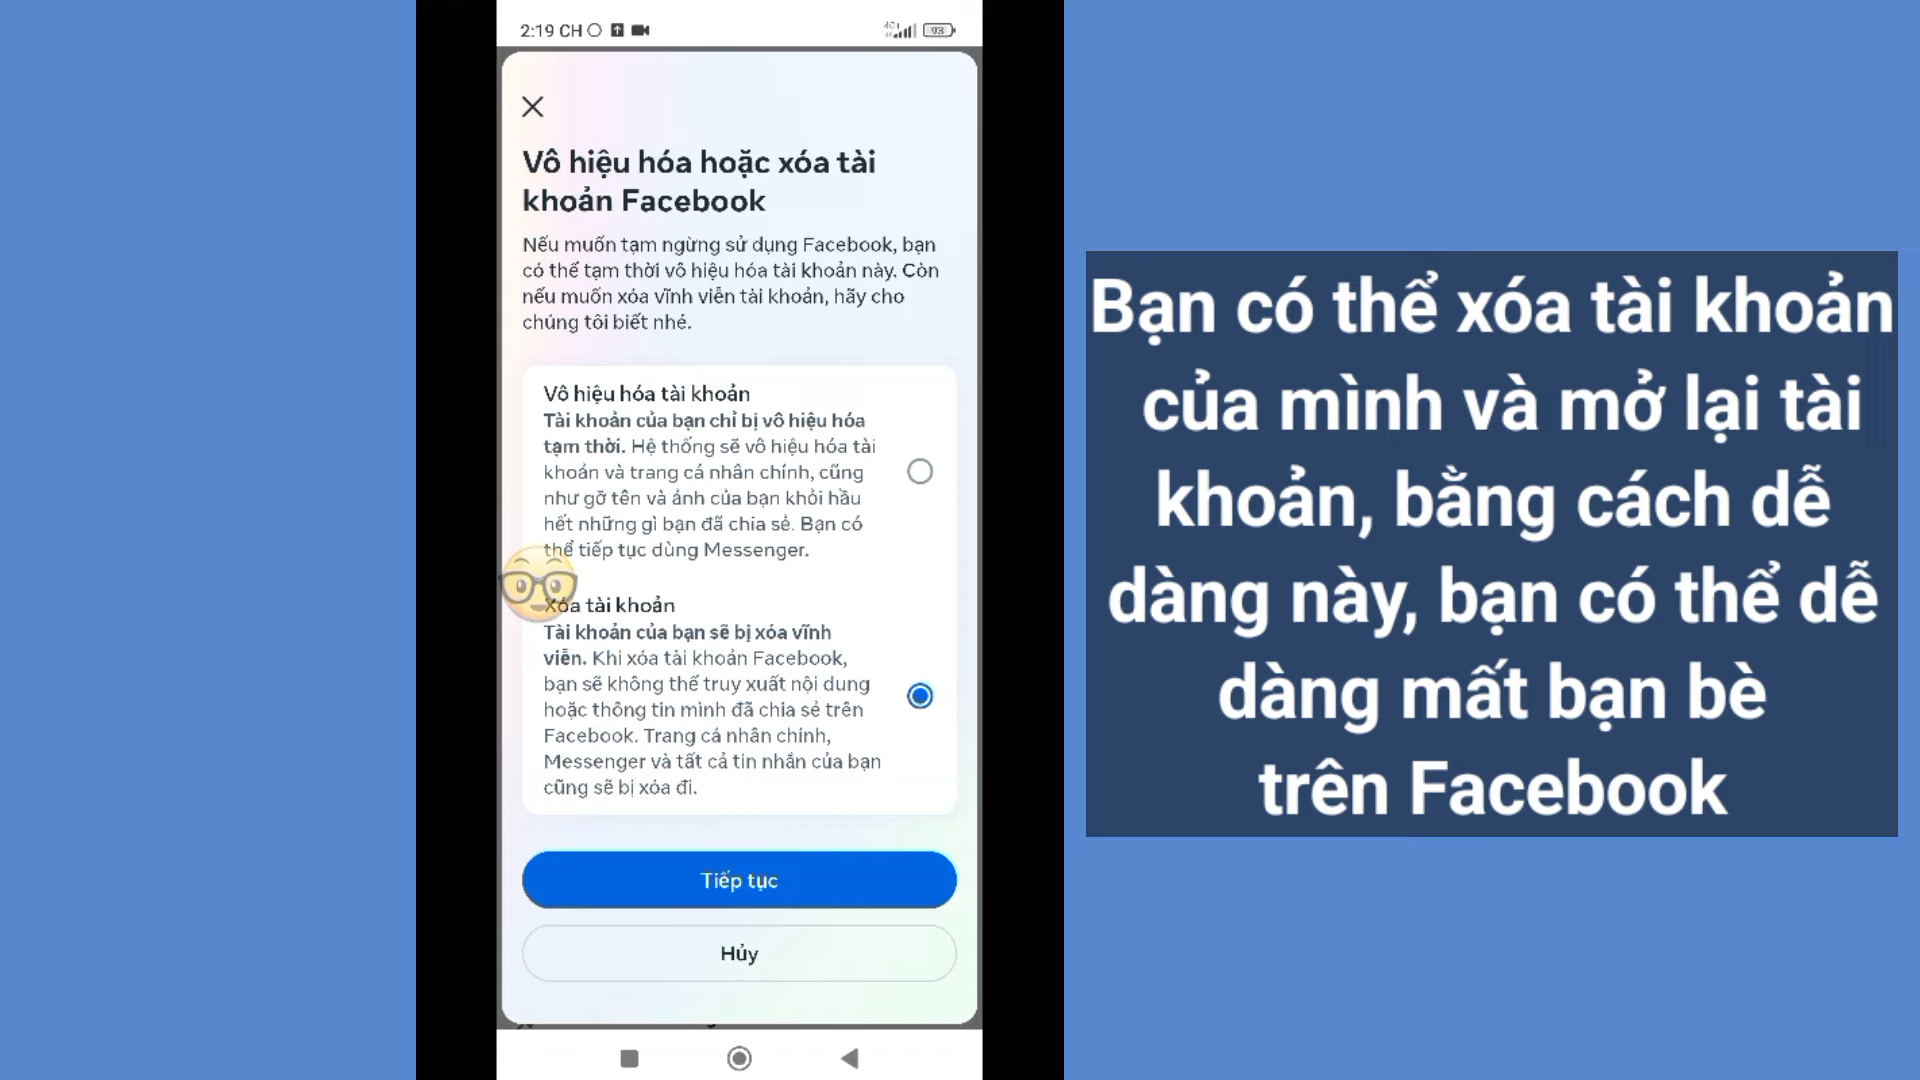 2:19 CH
4G+
93
Vô hiệu hóa hoặc xóa tài
khoản Facebook
Nếu muốn tạm ngừng sử dụng Facebook, bạn
có thể tạm thời vô hiệu hóa tài khoản này. Còn
nếu muốn xóa vĩnh viễn tài khoản, hãy cho
chúng tôi biết nhé.
Vô hiệu hóa tài khoản
Tài khoản của bạn chỉ bị vô hiệu hóa
tạm thời. Hệ thống sẽ vô hiệu hóa tài
khoản và trang cá nhân chính, cũng
như gỡ tên và ảnh của bạn khỏi hầu
hết những gì bạn đã chia sẻ. Bạn có
thể tiếp tục dùng Messenger.
Xóa tài khoản
Tài khoản của bạn sẽ bị xóa vĩnh
viễn. Khi xóa tài khoản Facebook,
bạn sẽ không thể truy xuất nội dung
hoặc thông tin mình đã chia sẻ trên
Facebook. Trang cá nhân chính,
Messenger và tất cả tin nhắn của bạn
cũng sẽ bị xóa đi.
Tiếp tục
Hủy
Bạn có thể xóa tài khoản
của mình và mở lại tài
khoản, bằng cách dễ
dàng này, bạn có thể dễ
dàng mất bạn bè
trên Facebook